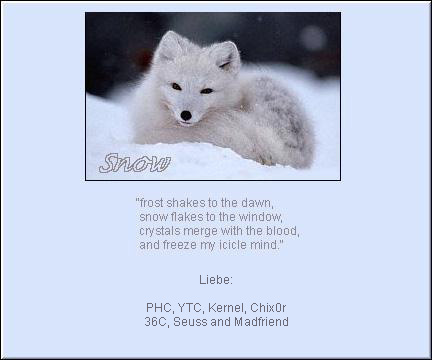 Snow
"frost shakes to the dawn,
snow flakes to the window,
crystals merge with the blood,
and freeze my icicle mind."
Liebe:
PHC, YTC, Kernel, Chix0r
36C, Seuss and Madfriend